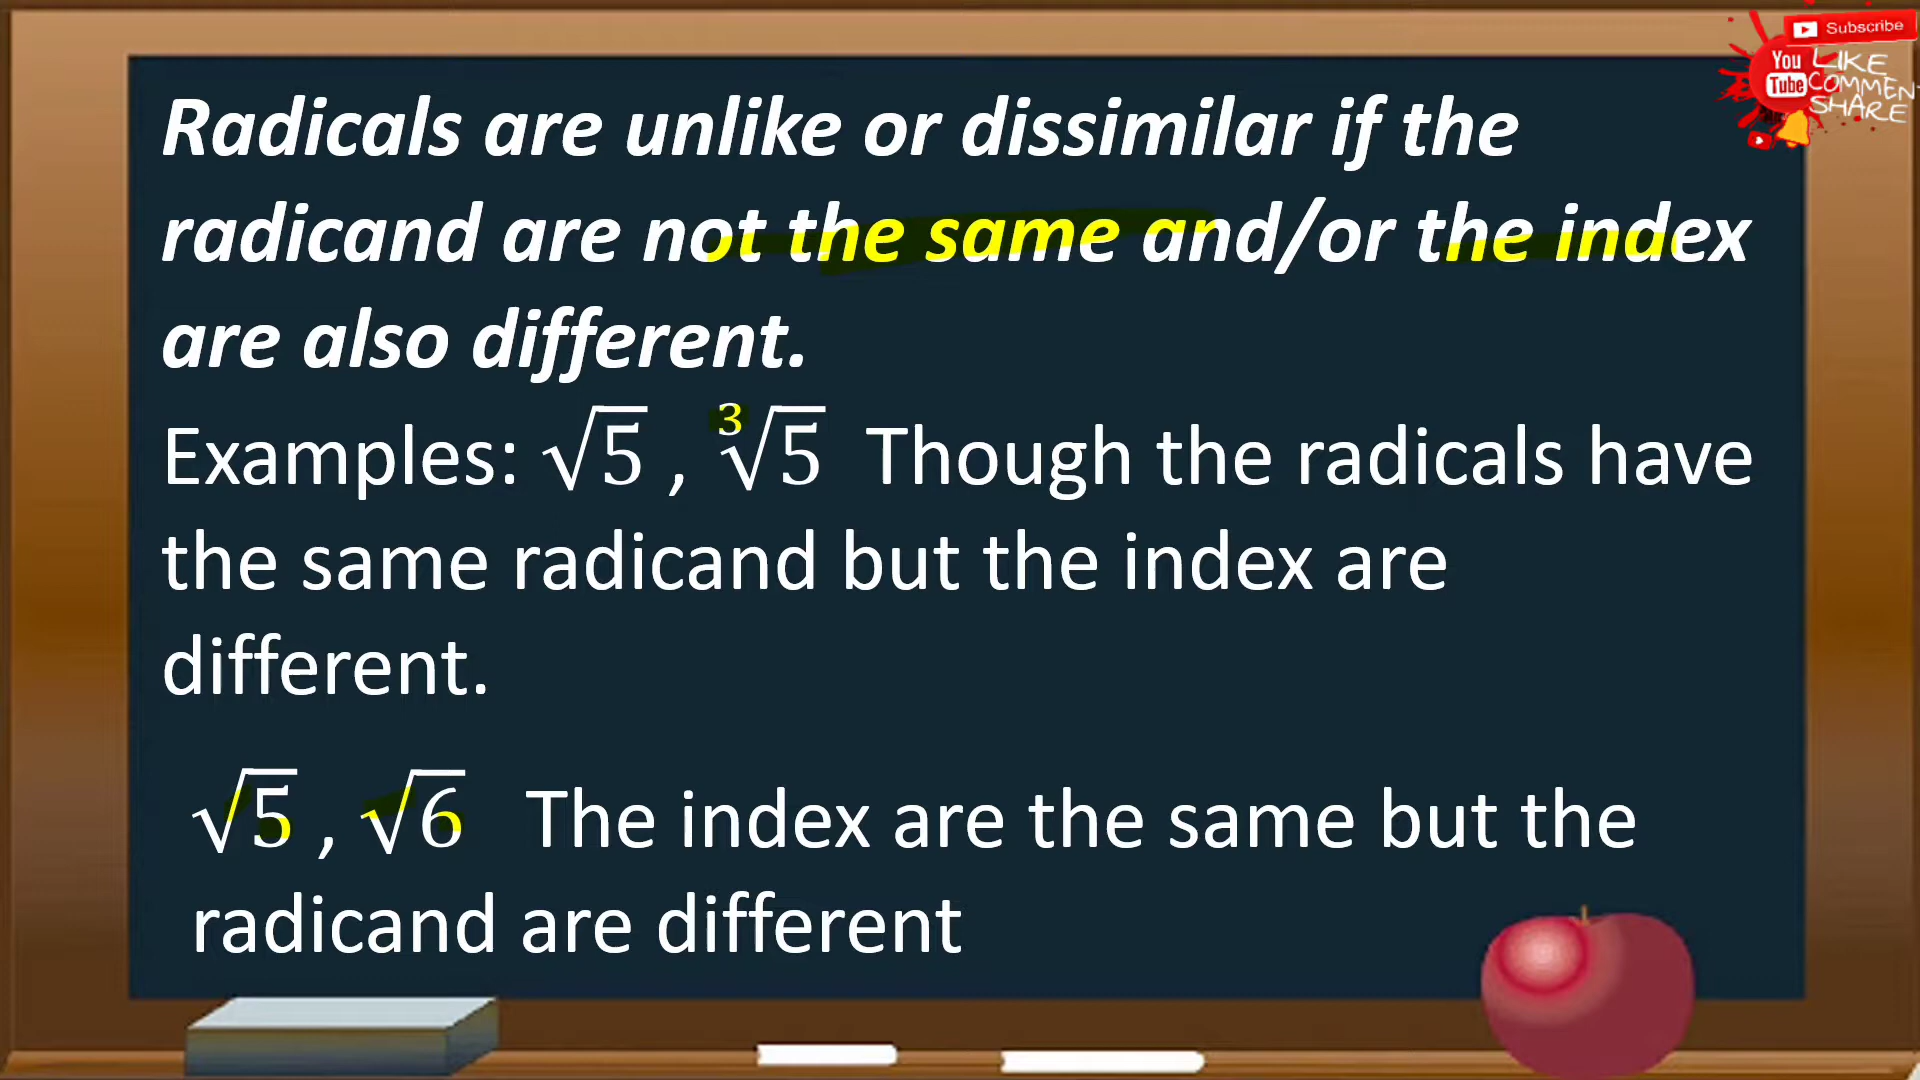 Subscribe
You
Tube
LIKE
COMMENT
SHARE
Radicals are unlike or dissimilar if the
radicand are not the same and/or the index
are also different.
Examples: √5 , ∛5 Though the radicals have
the same radicand but the index are
different.
√5 , √6 The index are the same but the
radicand are different